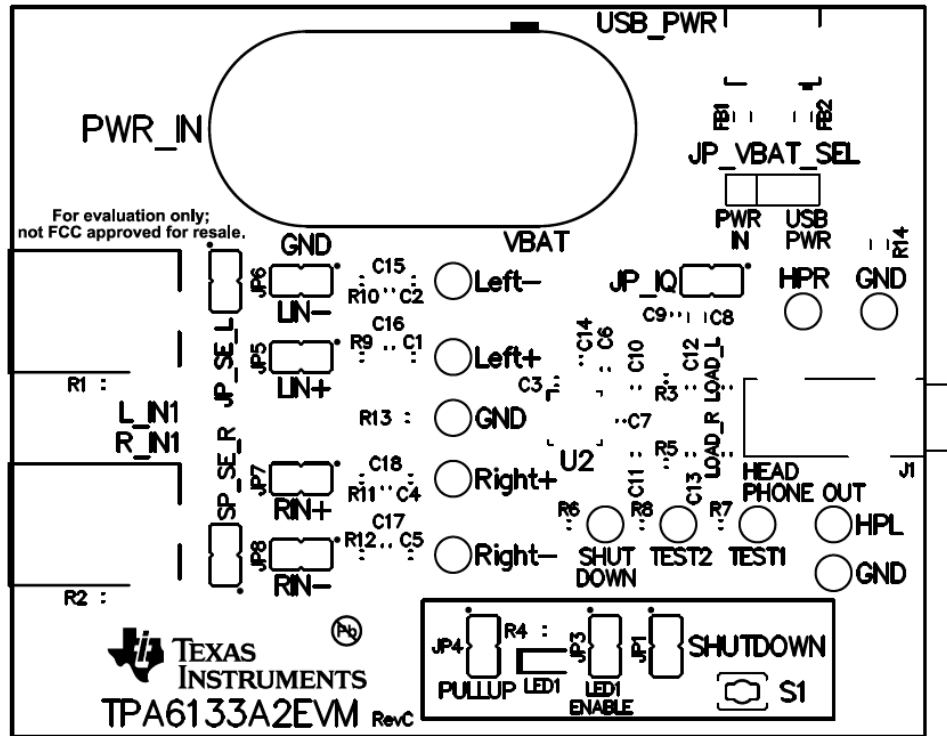 USB_PWR
PWR_IN
FB1
FB2
JP_VBAT_SEL
PWR
IN
USB
PWR
For evaluation only;
not FCC approved for resale.
GND
VBAT
R14
JP6
LIN-
C15
R10
C2
Left-
JP_IQ
HPR
GND
C9
C8
JP_SE_L
JP5
LIN+
C16
R9
C1
Left+
C14
C6
C10
C12
LOAD_L
R1
C3
R3
L_IN1
R_IN1
R13
GND
C7
LOAD_R
SP_SE_R
U2
R5
J1
JP7
RIN+
C18
R11
C4
Right+
C11
C13
HEAD
PHONE OUT
C17
R12
C5
JP8
RIN-
Right-
R6
SHUT
DOWN
R8
TEST2
R7
TEST1
HPL
GND
R2
Pb
TEXAS
INSTRUMENTS
TPA6133A2EVM RevC
JP4
PULLUP
R4
LED1
JP3
LED1
ENABLE
JP1
SHUTDOWN
S1